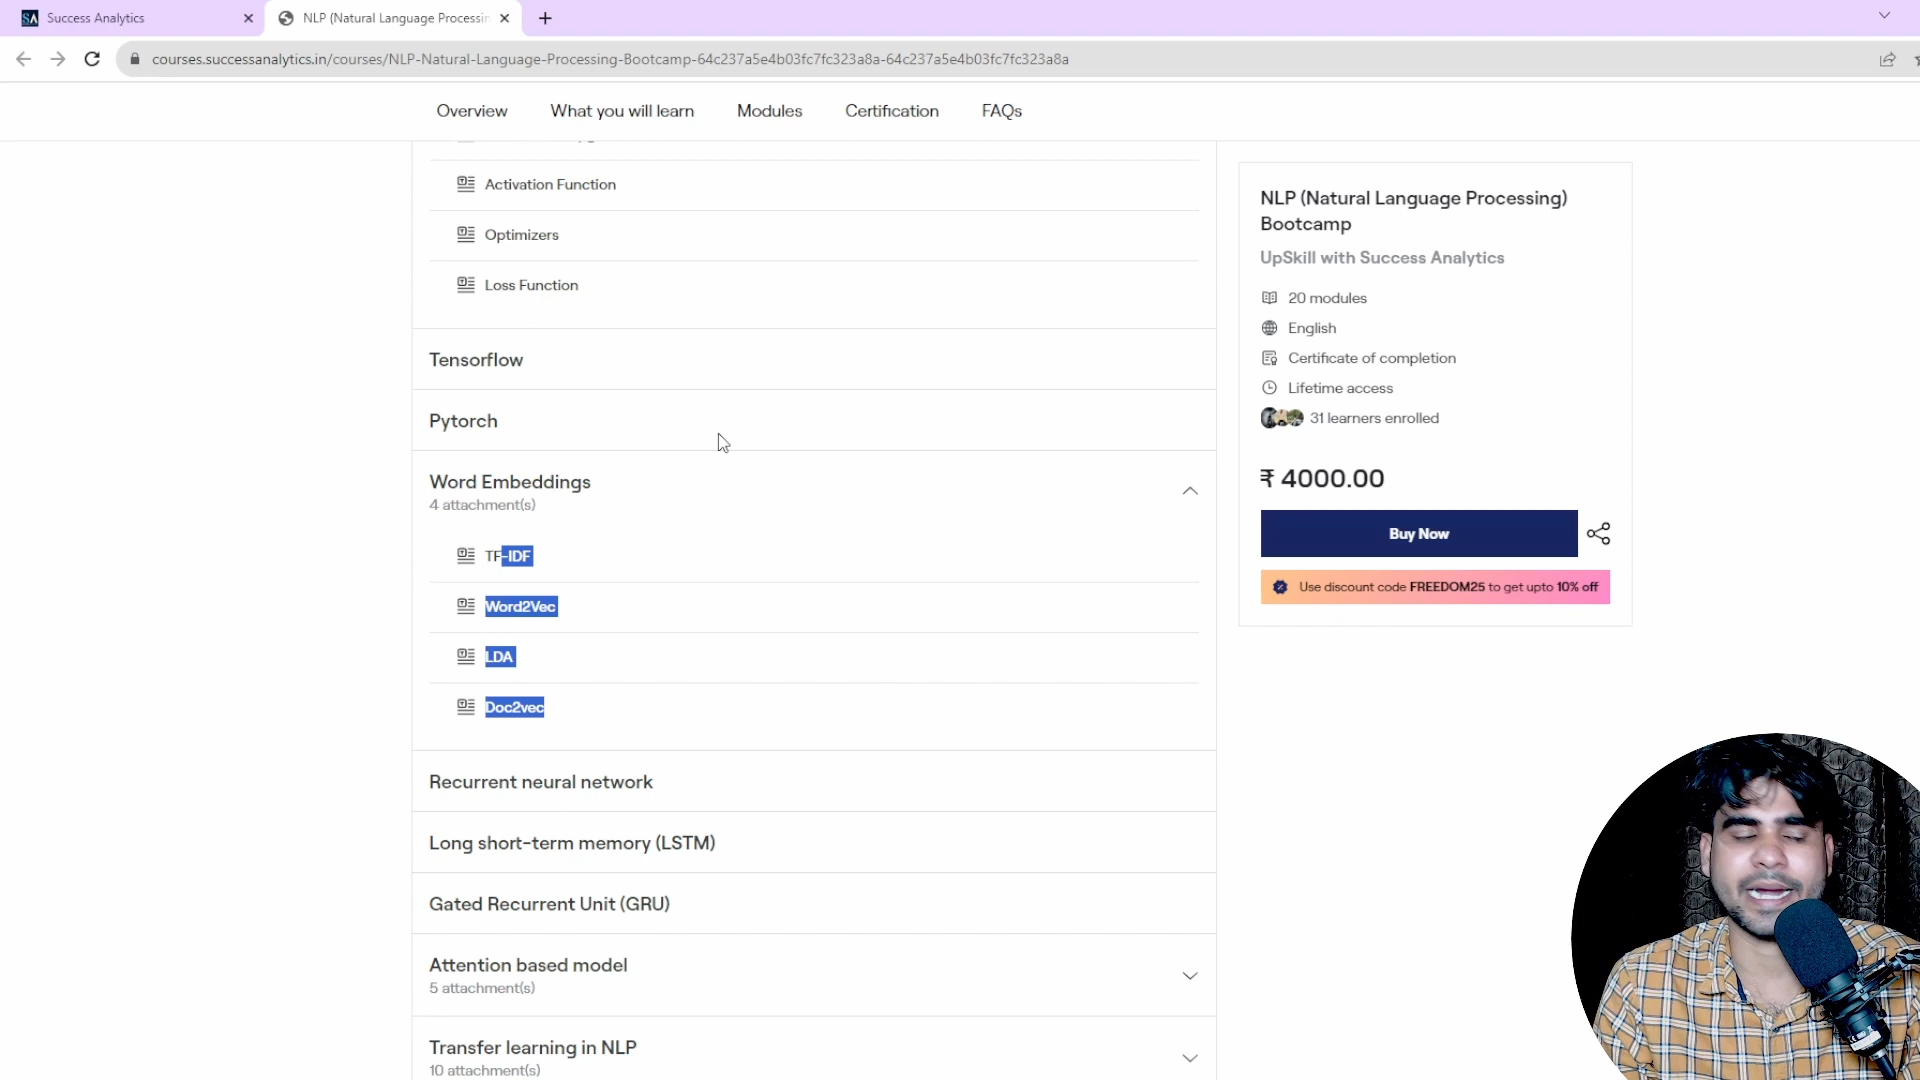 Success Analytics
NLP (Natural Language Processin
courses.successanalytics.in/courses/NLP-Natural-Language-Processing-Bootcamp-64c237a5e4b03fc7fc323a8a-64c237a5e4b03fc7fc323a8a
Overview What you will learn Modules Certification FAQs
Activation Function
Optimizers
Loss Function
Tensorflow
Pytorch
Word Embeddings
4 attachment(s)
TF-IDF
Word2Vec
LDA
Doc2vec
Recurrent neural network
Long short-term memory (LSTM)
Gated Recurrent Unit (GRU)
Attention based model
5 attachment(s)
Transfer learning in NLP
10 attachment(s)
NLP (Natural Language Processing)
Bootcamp
UpSkill with Success Analytics
20 modules
English
Certificate of completion
Lifetime access
31 learners enrolled
₹ 4000.00
Buy Now
Use discount code FREEDOM25 to get upto 10% off